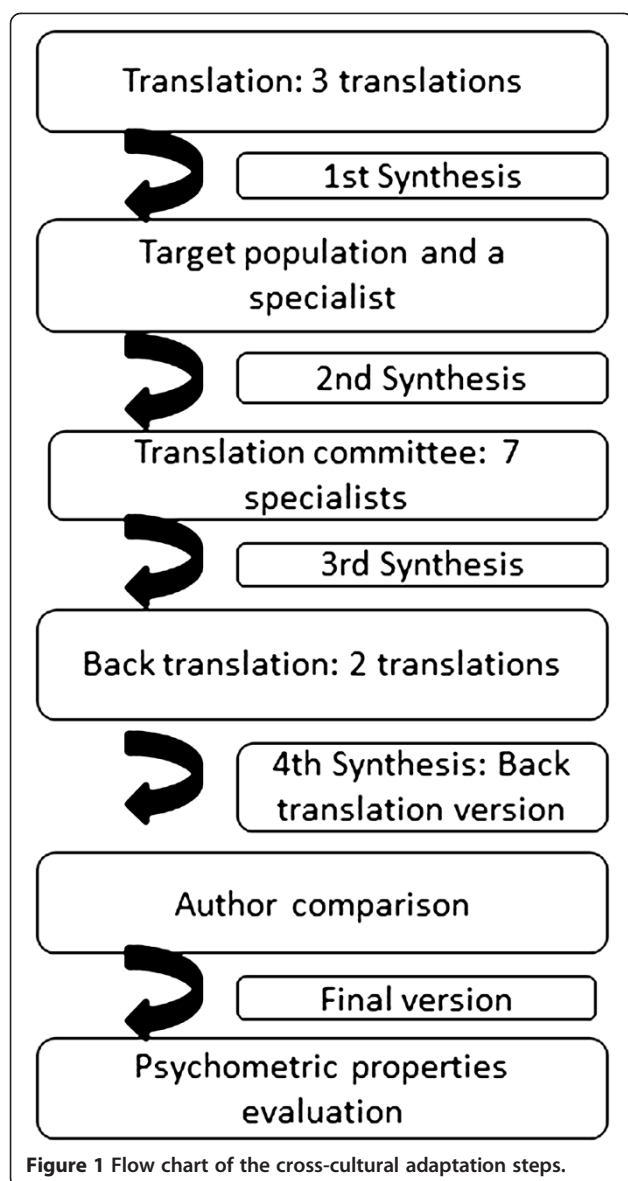 Translation: 3 translations
1st Synthesis
Target population and a
specialist
2nd Synthesis
Translation committee: 7
specialists
3rd Synthesis
Back translation: 2 translations
4th Synthesis: Back
translation version
Author comparison
Final version
Psychometric properties
evaluation
Figure 1 Flow chart of the cross-cultural adaptation steps.